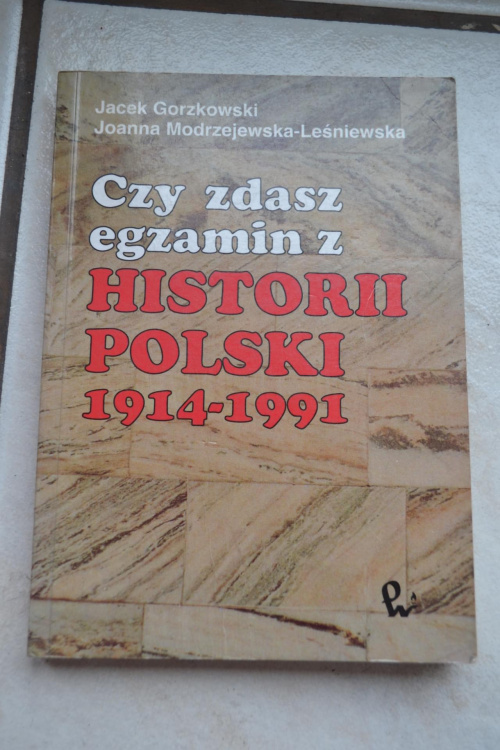 Jacek Gorzkowski
Joanna Modrzejewska-Leśniewska
Czy zdasz
egzamin z
HISTORII
POLSKI
1914-1991